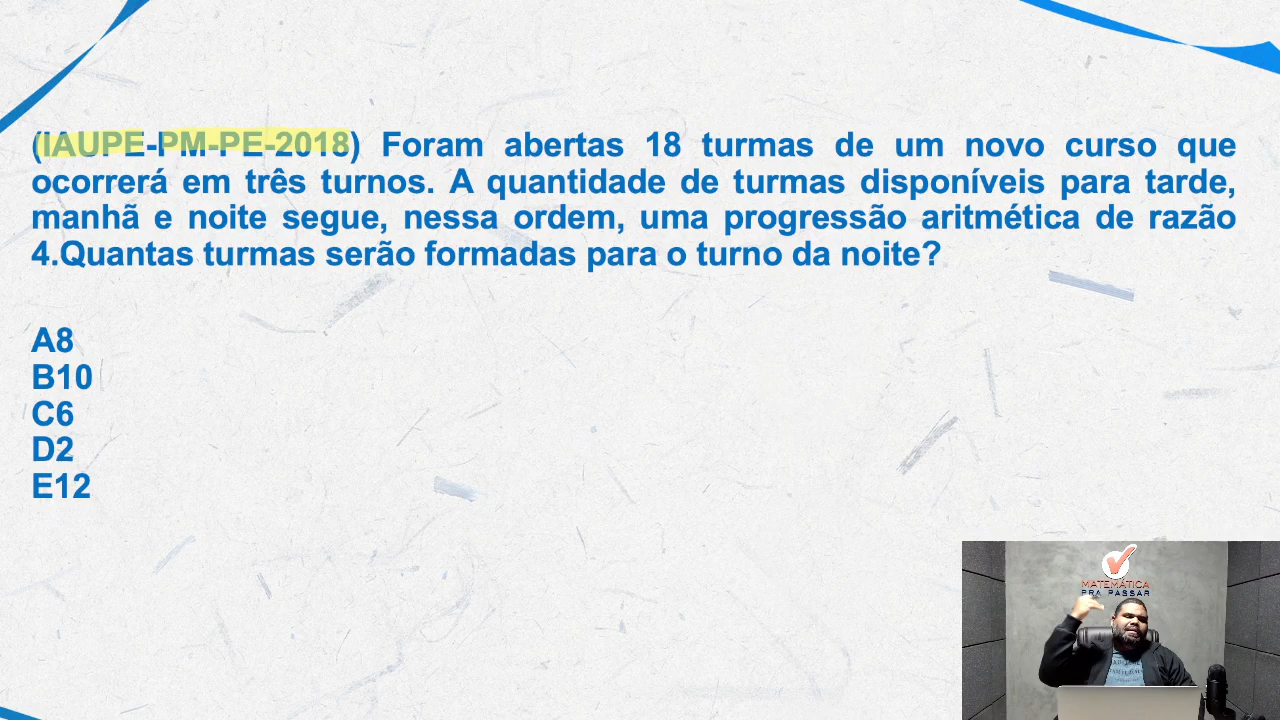 (IAUPE-PM-PE-2018) Foram abertas 18 turmas de um novo curso que
ocorrerá em três turnos. A quantidade de turmas disponíveis para tarde,
manhã e noite segue, nessa ordem, uma progressão aritmética de razão
4.Quantas turmas serão formadas para o turno da noite?
A8
B10
C6
D2
E12
MATEMÁTICA
PRA PASSAR